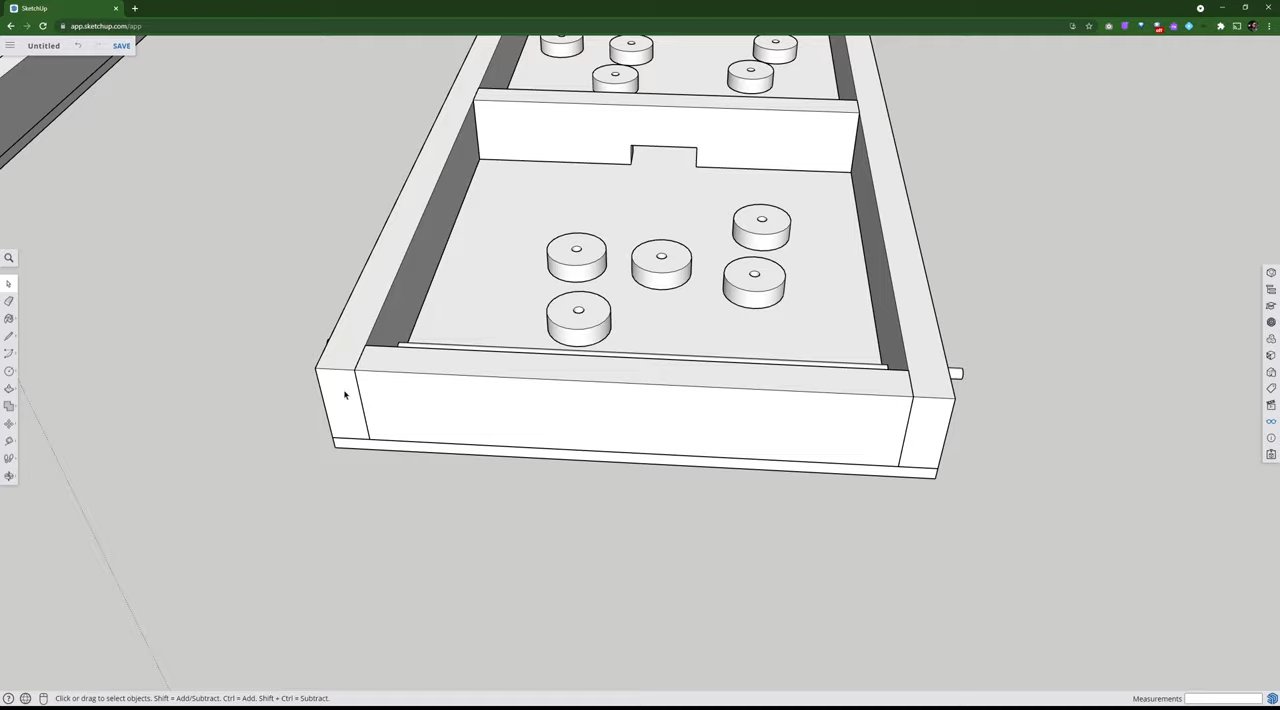 SketchUp
app.sketchup.com/app
Untitled
SAVE
Click or drag to select objects. Shift = Add/Subtract. Ctrl = Add. Shift + Ctrl = Subtract.
Measurements